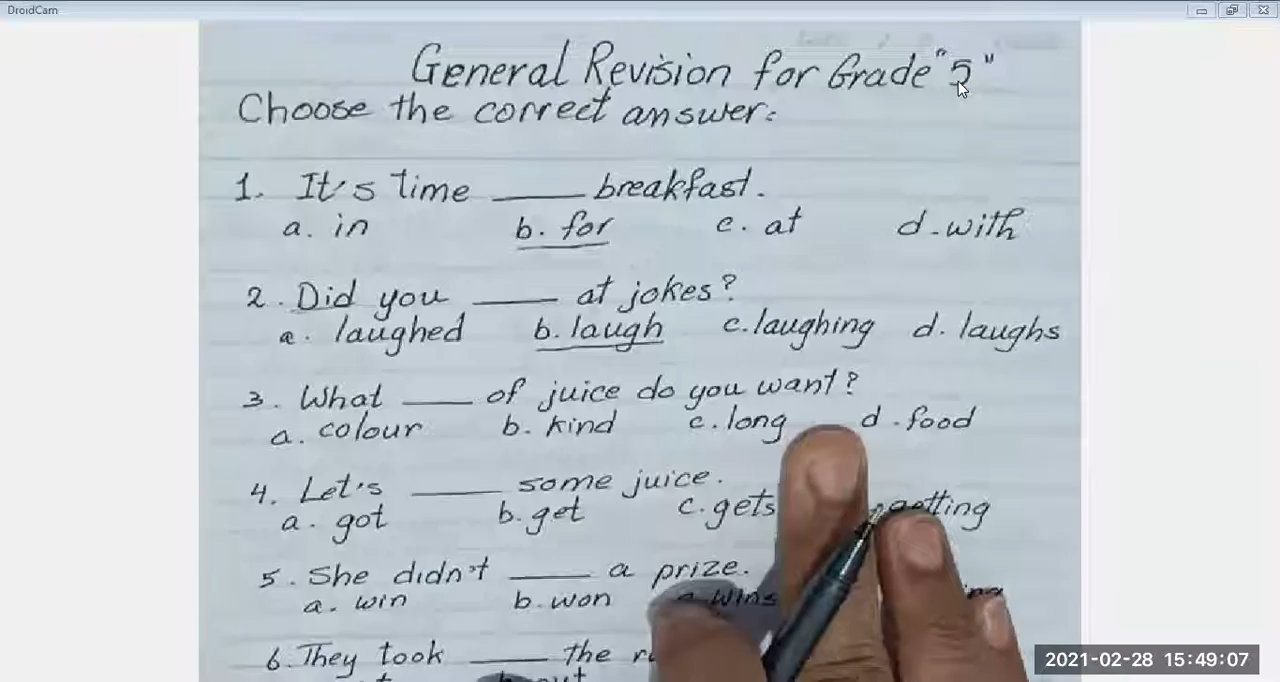 DroidCam
General Revision for Grade "5"
Choose the correct answer:
1. It's time ____ breakfast.
a. in b. for c. at d. with
2. Did you ____ at jokes?
a. laughed b. laugh c. laughing d. laughs
3. What ____ of juice do you want?
a. colour b. kind c. long d. food
4. Let's ____ some juice.
a. got b. get c. gets getting
5. She didn't ____ a prize.
a. win b. won c. wins
6. They took ____ the
2021-02-28 15:49:07